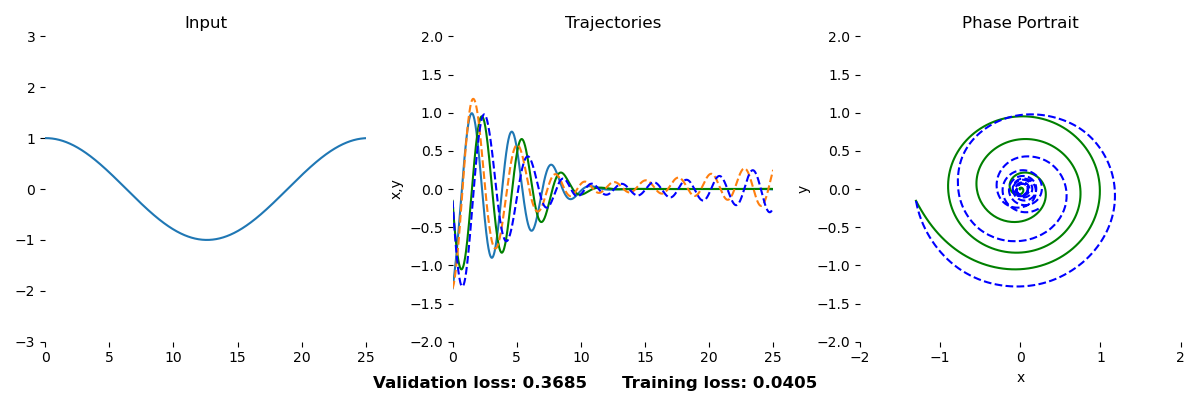 Input
Trajectories
Phase Portrait
3
2
1
0
−1
−2
−3
0 5 10 15 20 25
x,y
2.0
1.5
1.0
0.5
0.0
−0.5
−1.0
−1.5
−2.0
0 5 10 15 20 25
y
2.0
1.5
1.0
0.5
0.0
−0.5
−1.0
−1.5
−2.0
−2 −1 0 1 2
x
Validation loss: 0.3685 Training loss: 0.0405